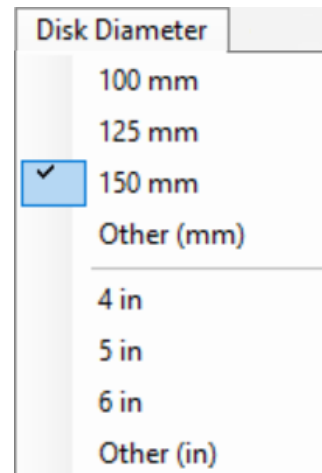 Disk Diameter
100 mm
125 mm
150 mm
Other (mm)
4 in
5 in
6 in
Other (in)